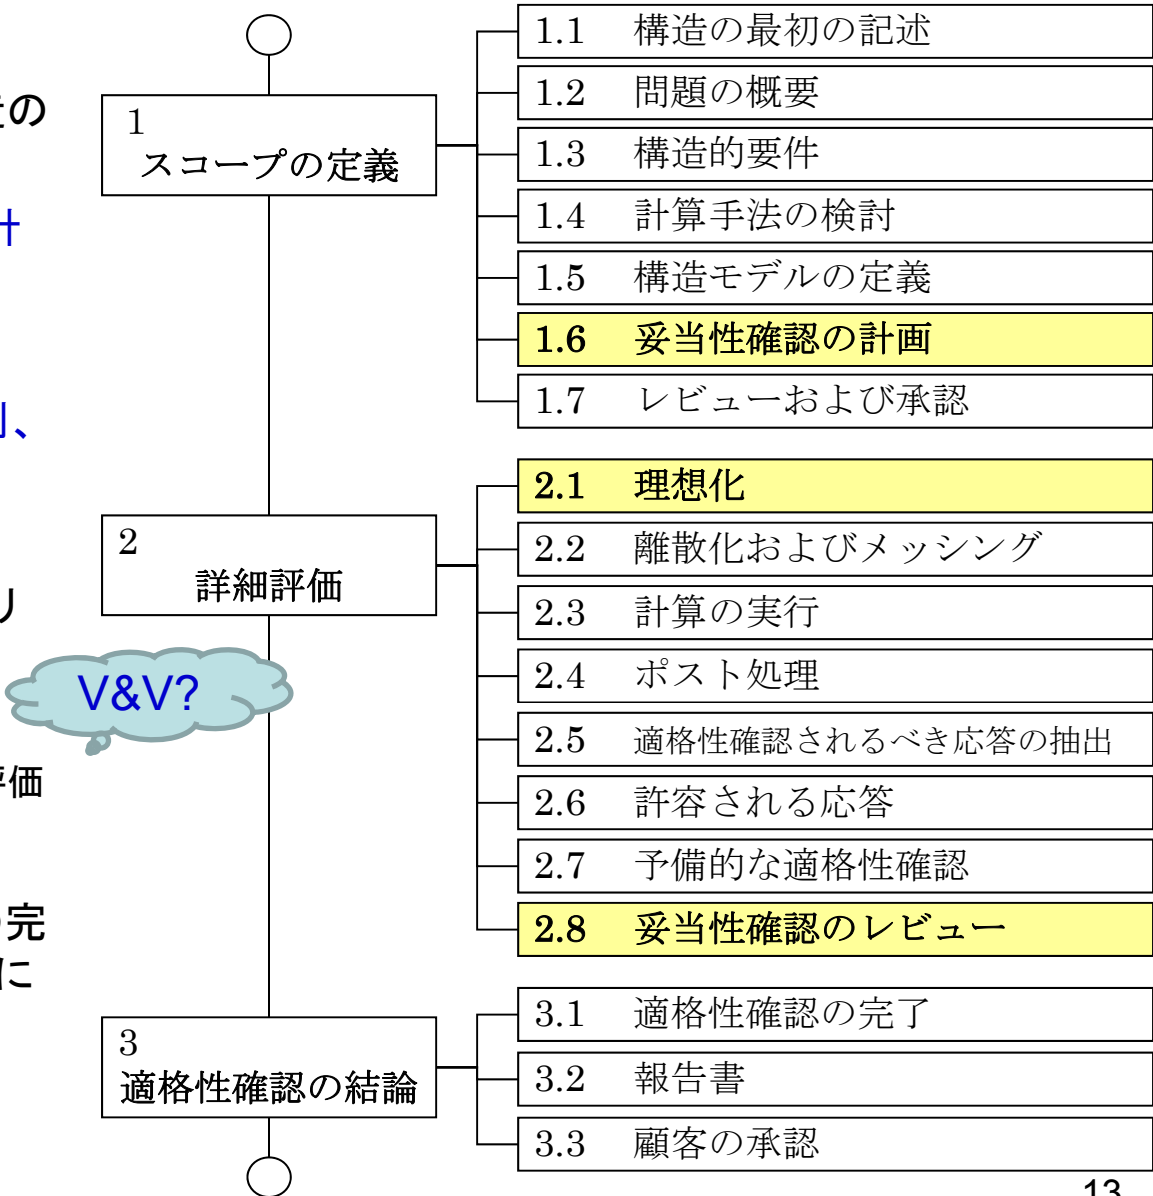 の
計
、
リ
評価
完
に
1
スコープの定義
1.1 構造の最初の記述
1.2 問題の概要
1.3 構造的要件
1.4 計算手法の検討
1.5 構造モデルの定義
1.6 妥当性確認の計画
1.7 レビューおよび承認
2
詳細評価
V&V?
2.1 理想化
2.2 離散化およびメッシング
2.3 計算の実行
2.4 ポスト処理
2.5 適格性確認されるべき応答の抽出
2.6 許容される応答
2.7 予備的な適格性確認
2.8 妥当性確認のレビュー
3
適格性確認の結論
3.1 適格性確認の完了
3.2 報告書
3.3 顧客の承認
13